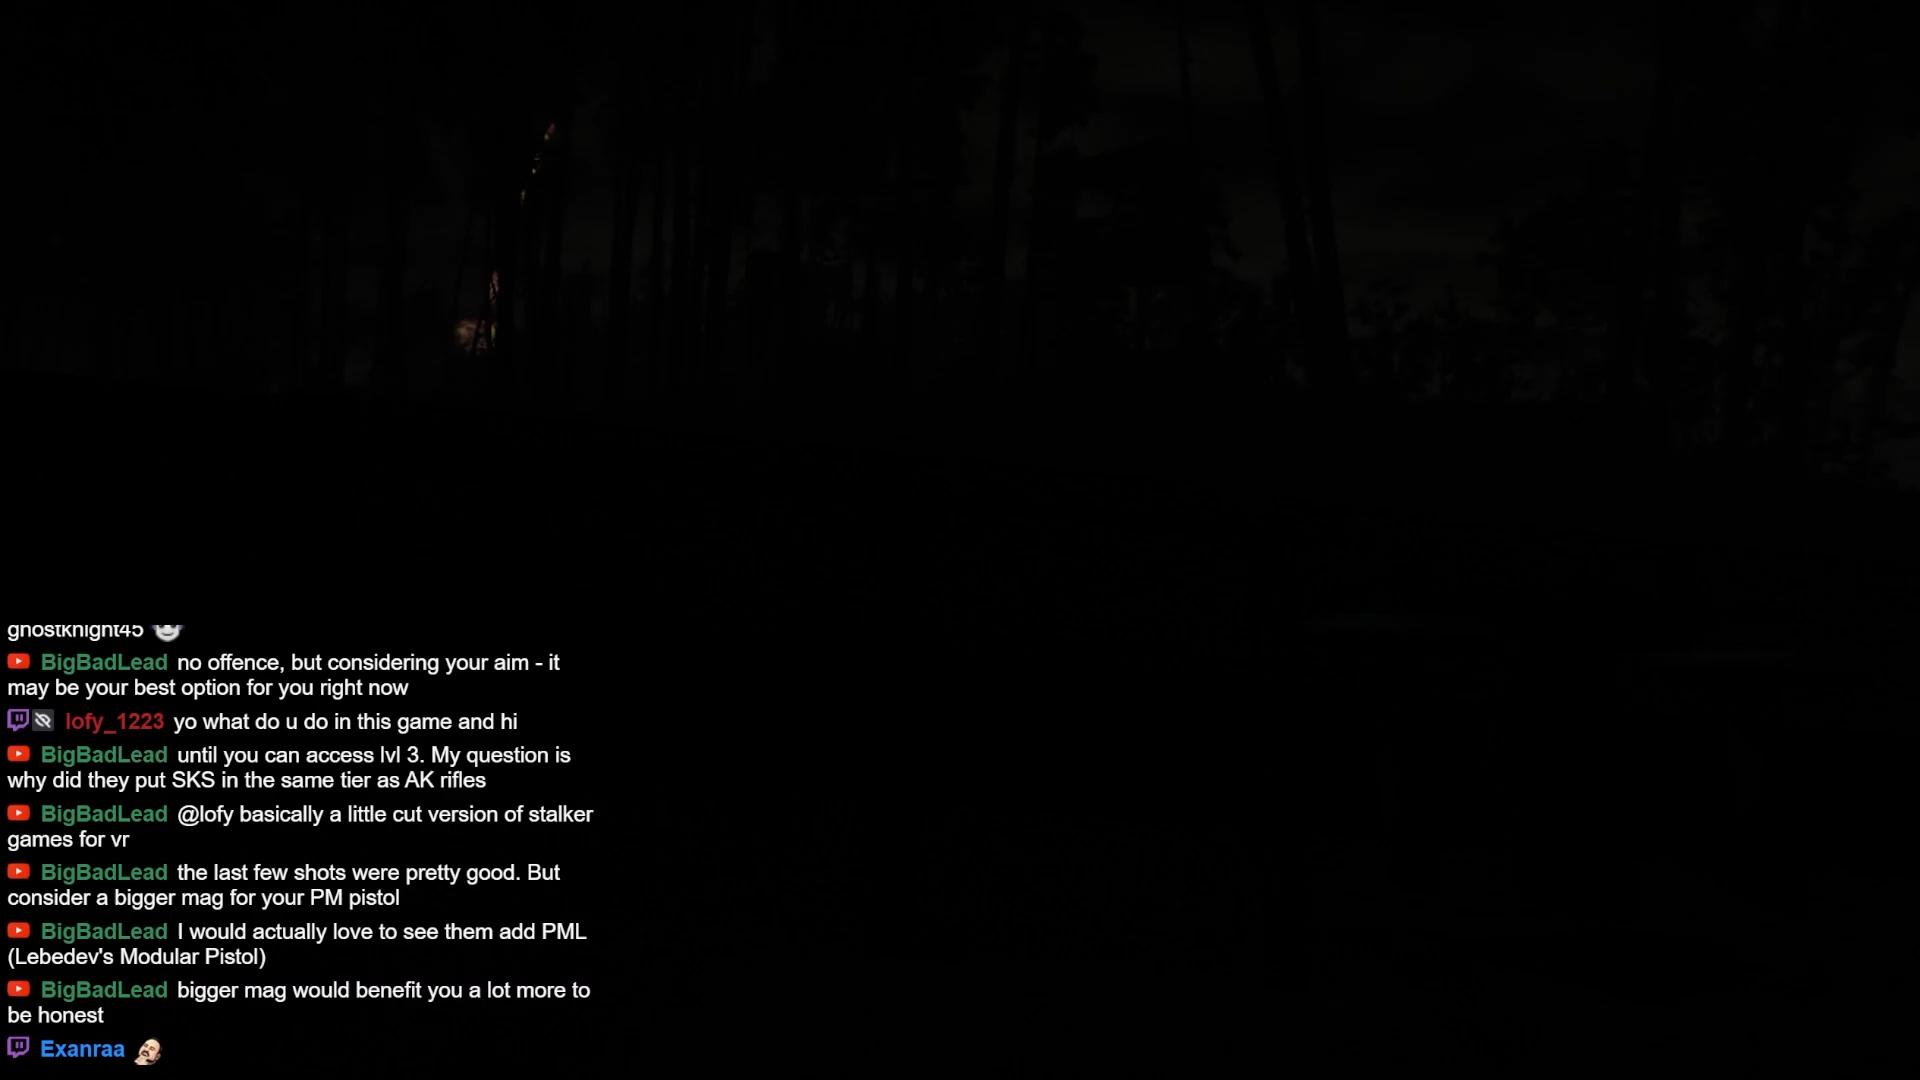 ghostknight45
BigBadLead no offence, but considering your aim - it
may be your best option for you right now
lofy_1223 yo what do u do in this game and hi
BigBadLead until you can access lvl 3. My question is
why did they put SKS in the same tier as AK rifles
BigBadLead @lofy basically a little cut version of stalker
games for vr
BigBadLead the last few shots were pretty good. But
consider a bigger mag for your PM pistol
BigBadLead I would actually love to see them add PML
(Lebedev's Modular Pistol)
BigBadLead bigger mag would benefit you a lot more to
be honest
Exanraa